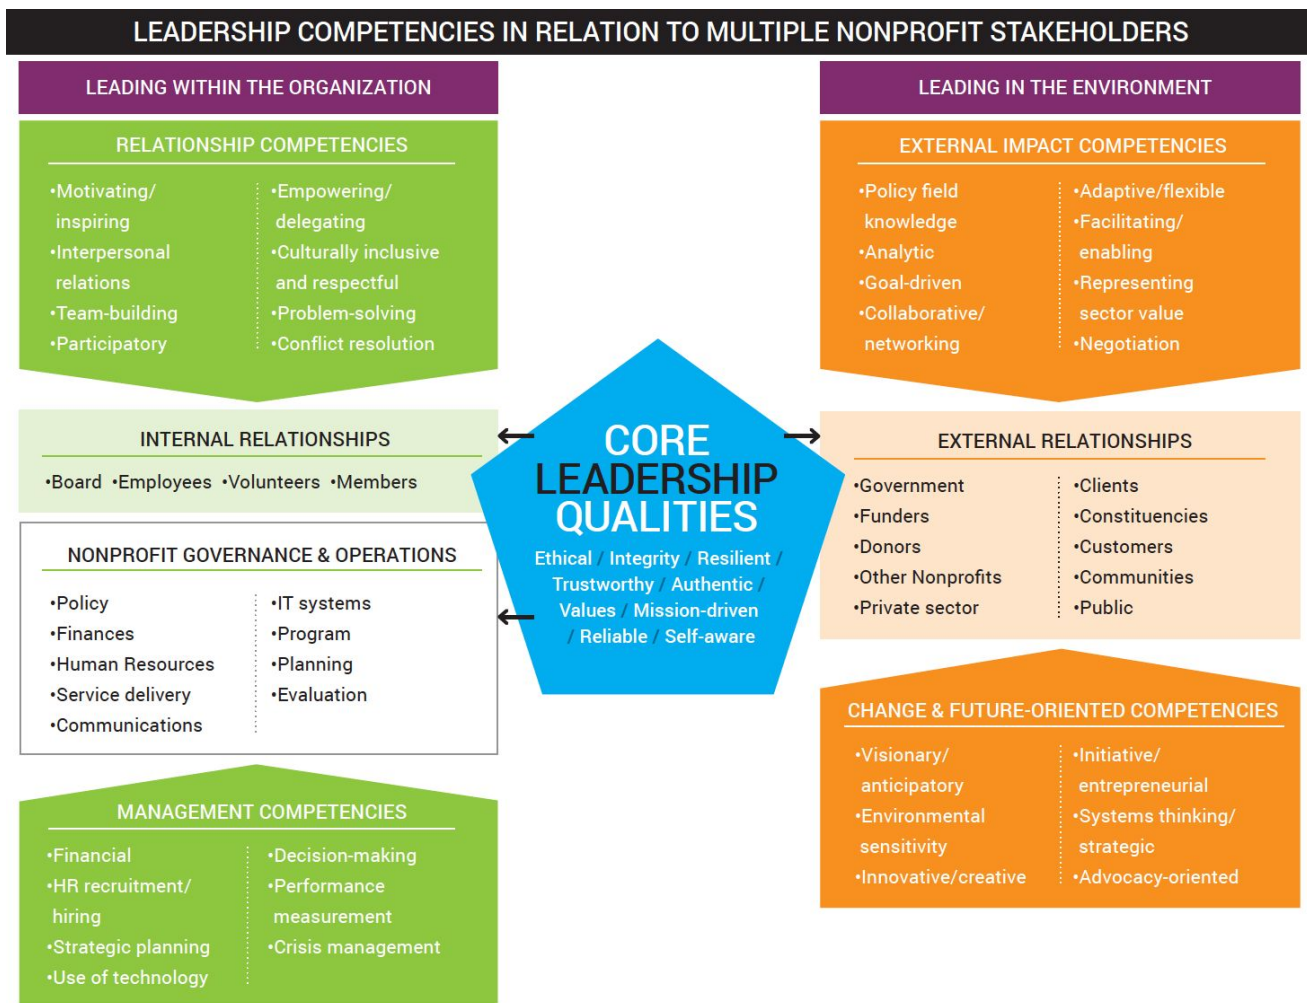 LEADERSHIP COMPETENCIES IN RELATION TO MULTIPLE NONPROFIT STAKEHOLDERS
LEADING WITHIN THE ORGANIZATION
RELATIONSHIP COMPETENCIES
•Motivating/
inspiring
•Interpersonal
relations
•Team-building
•Participatory
•Empowering/
delegating
•Culturally inclusive
and respectful
•Problem-solving
•Conflict resolution
INTERNAL RELATIONSHIPS
•Board •Employees •Volunteers •Members
NONPROFIT GOVERNANCE & OPERATIONS
•Policy
•Finances
•Human Resources
•Service delivery
•Communications
•IT systems
•Program
•Planning
•Evaluation
MANAGEMENT COMPETENCIES
•Financial
•HR recruitment/
hiring
•Strategic planning
•Use of technology
•Decision-making
•Performance
measurement
•Crisis management
CORE
LEADERSHIP
QUALITIES
Ethical / Integrity / Resilient /
Trustworthy / Authentic /
Values / Mission-driven
/ Reliable / Self-aware
LEADING IN THE ENVIRONMENT
EXTERNAL IMPACT COMPETENCIES
•Policy field
knowledge
•Analytic
•Goal-driven
•Collaborative/
networking
•Adaptive/flexible
•Facilitating/
enabling
•Representing
sector value
•Negotiation
EXTERNAL RELATIONSHIPS
•Government
•Funders
•Donors
•Other Nonprofits
•Private sector
•Clients
•Constituencies
•Customers
•Communities
•Public
CHANGE & FUTURE-ORIENTED COMPETENCIES
•Visionary/
anticipatory
•Environmental
sensitivity
•Innovative/creative
•Initiative/
entrepreneurial
•Systems thinking/
strategic
•Advocacy-oriented